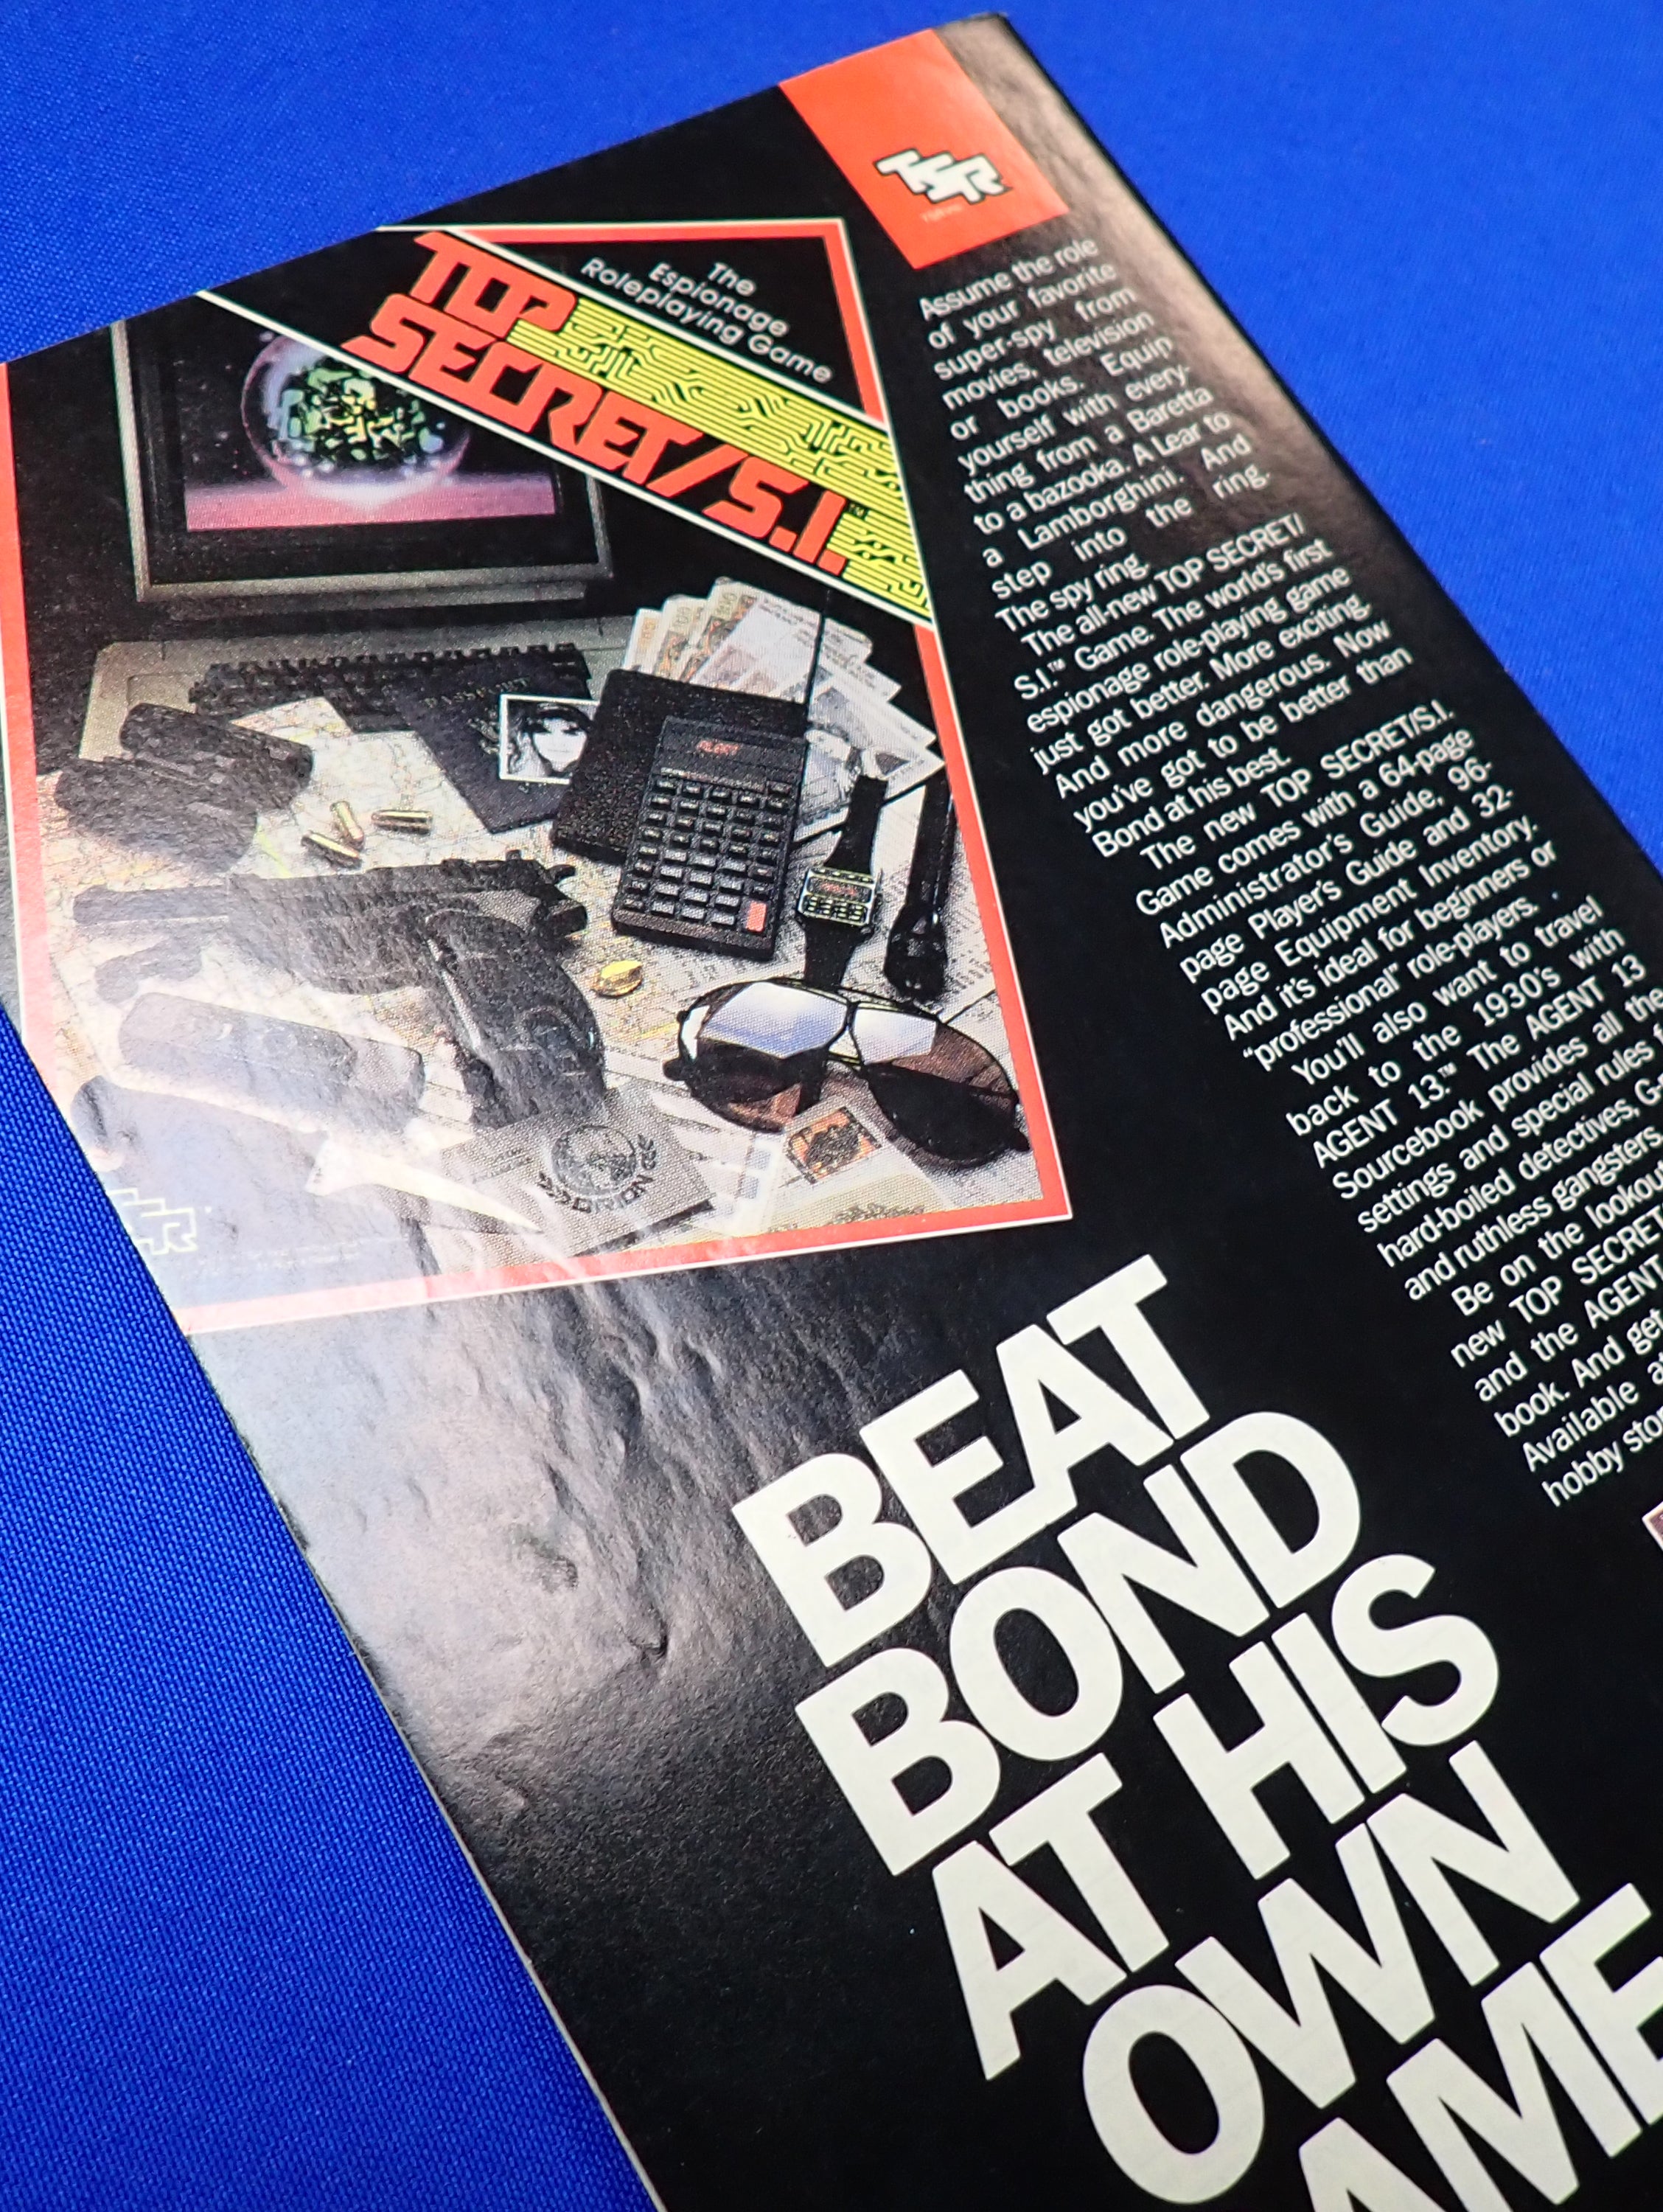 TSR
The
Espionage
Roleplaying Game
TOP
SECRET/S.I.™
PASSPORT
ALERT
ORION
TSR
Assume the role
of your favorite
super-spy from
movies, television
or books. Equip
yourself with every-
thing from a Baretta
to a bazooka. A Lear to
a Lamborghini. And
step into the ring.
The spy ring.
The all-new TOP SECRET/
S.I.™ Game. The world's first
espionage role-playing game
just got better. More exciting.
And more dangerous. Now
you've got to be better than
Bond at his best.
The new TOP SECRET/S.I.
Game comes with a 64-page
Administrator's Guide, 96-
page Player's Guide and 32-
page Equipment Inventory.
And it's ideal for beginners or
"professional" role-players.
You'll also want to travel
back to the 1930's with
AGENT 13.™ The AGENT 13
Sourcebook provides all the
settings and special rules
hard-boiled detectives, G-
and ruthless gangsters.
Be on the lookout
new TOP SECRET
and the AGENT
book. And get
Available
hobby
BEAT
BOND
AT HIS
OWN
AME